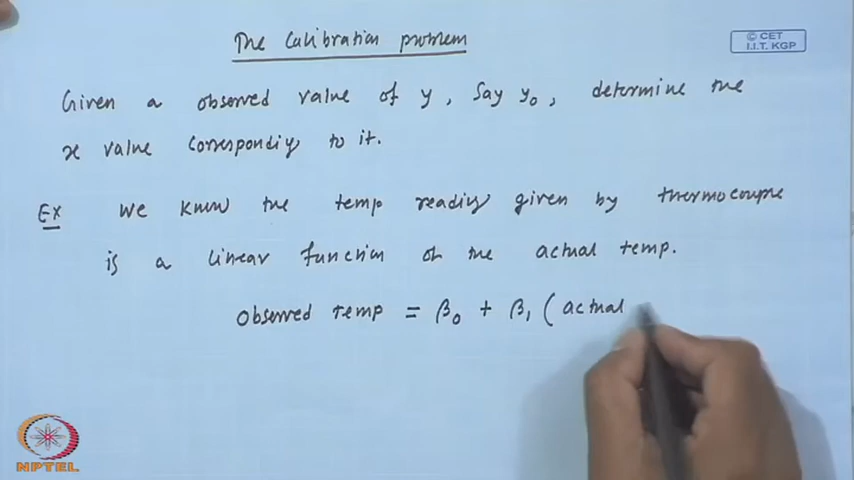 The Calibration problem
© CET
I.I.T. KGP
Given a observed value of y, Say y₀, determine the
x value corresponding to it.
Ex We know the temp reading given by thermocouple
is a linear function of the actual temp.
observed temp = β₀ + β₁ (actual
NPTEL